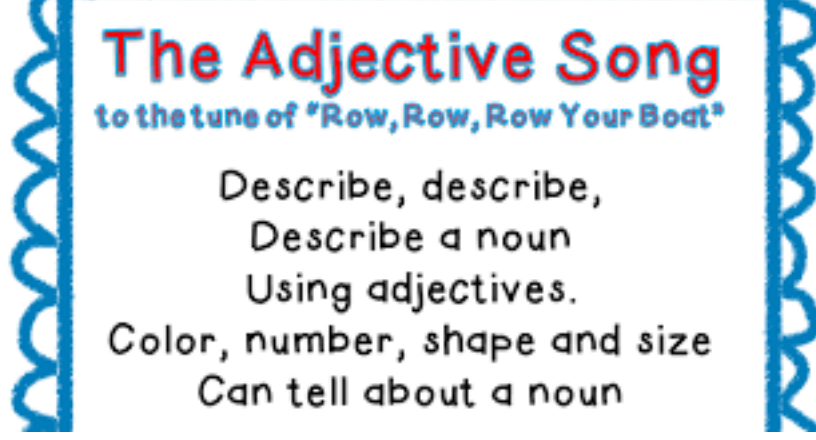 The Adjective Song
to the tune of "Row, Row, Row Your Boat"
Describe, describe,
Describe a noun
Using adjectives.
Color, number, shape and size
Can tell about a noun